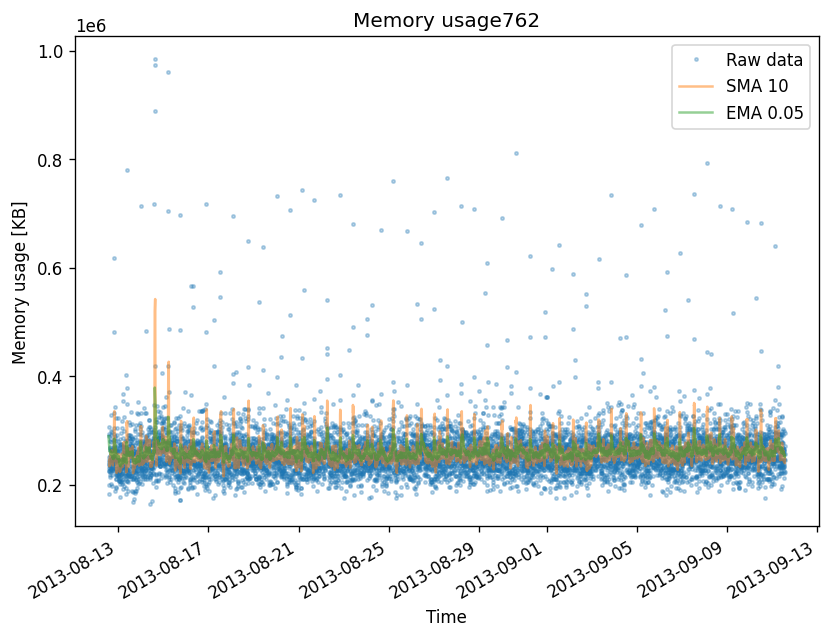 Memory usage762
1e6
1.0
0.8
0.6
0.4
0.2
Memory usage [KB]
Raw data
SMA 10
EMA 0.05
2013-08-13
2013-08-17
2013-08-21
2013-08-25
2013-08-29
2013-09-01
2013-09-05
2013-09-09
2013-09-13
Time